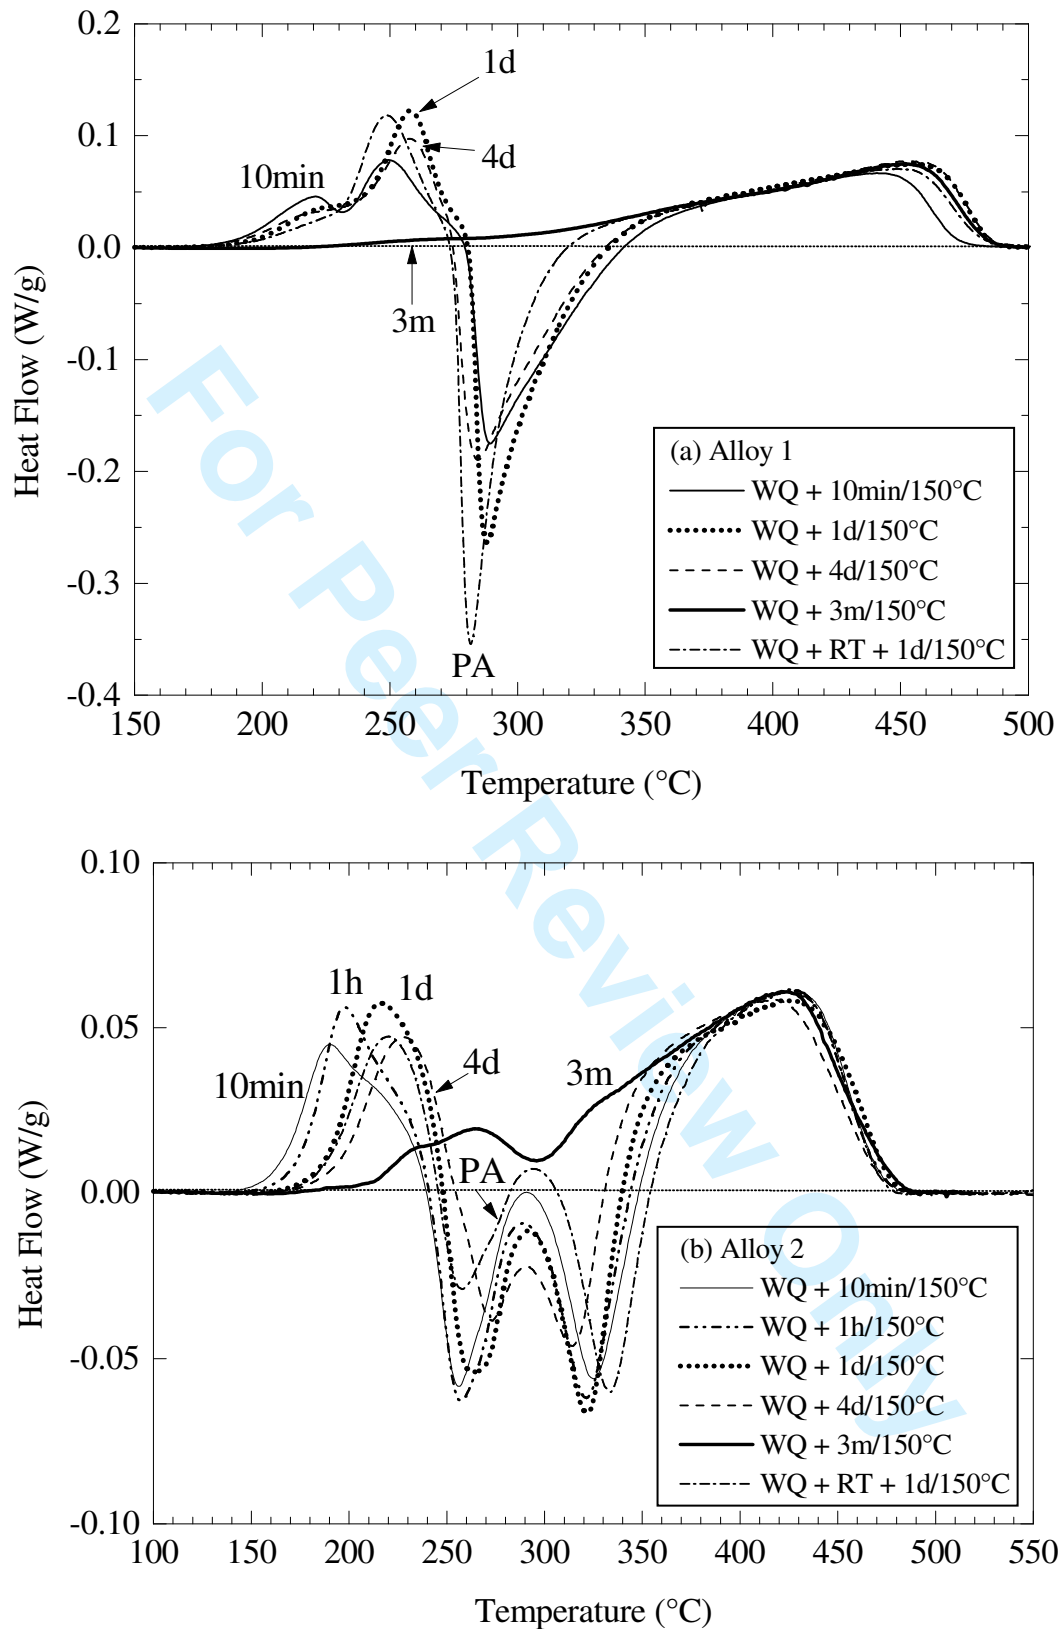 0.2
0.1
0.0
-0.1
-0.2
-0.3
-0.4
Heat Flow (W/g)
1d
4d
10min
3m
PA
(a) Alloy 1
WQ + 10min/150°C
WQ + 1d/150°C
WQ + 4d/150°C
WQ + 3m/150°C
WQ + RT + 1d/150°C
150 200 250 300 350 400 450 500
Temperature (°C)
For Peer Review Only
0.10
0.05
0.00
-0.05
-0.10
Heat Flow (W/g)
1h
1d
10min
4d
3m
PA
(b) Alloy 2
WQ + 10min/150°C
WQ + 1h/150°C
WQ + 1d/150°C
WQ + 4d/150°C
WQ + 3m/150°C
WQ + RT + 1d/150°C
100 150 200 250 300 350 400 450 500 550
Temperature (°C)